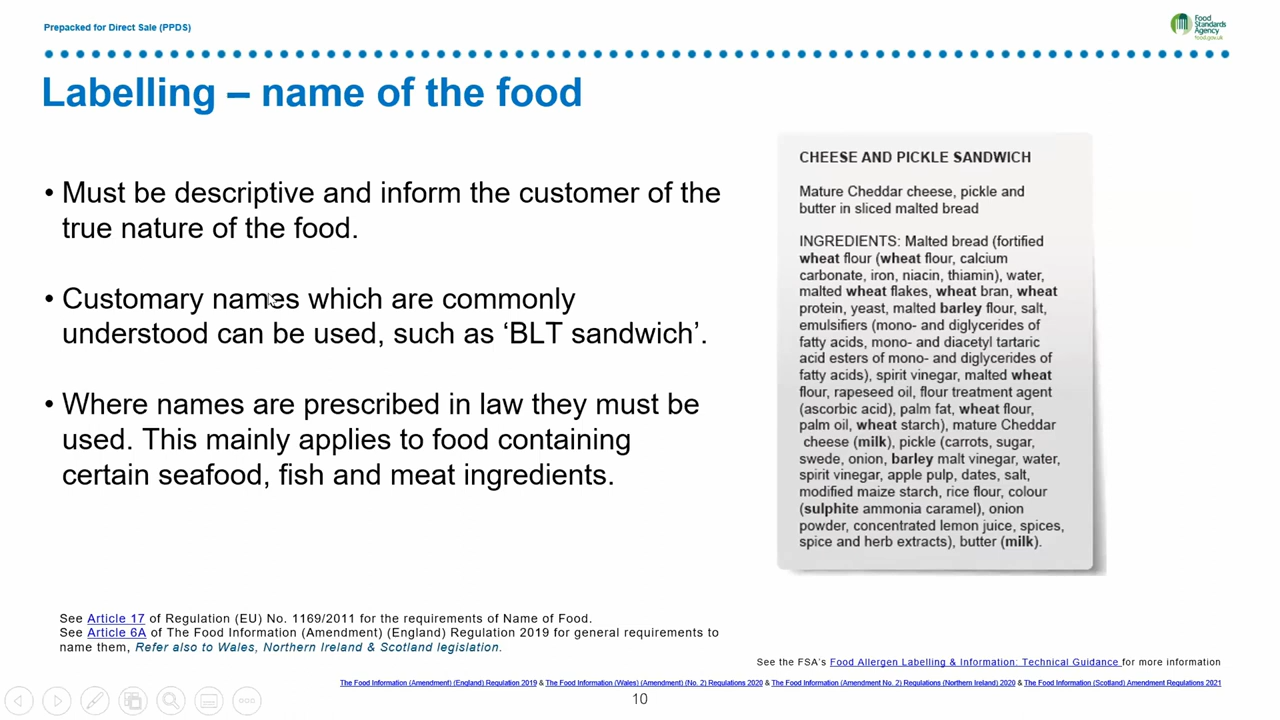 Prepacked for Direct Sale (PPDS)
Food
Standards
Agency
food.gov.uk
Labelling – name of the food
• Must be descriptive and inform the customer of the
true nature of the food.
• Customary names which are commonly
understood can be used, such as ‘BLT sandwich’.
• Where names are prescribed in law they must be
used. This mainly applies to food containing
certain seafood, fish and meat ingredients.
CHEESE AND PICKLE SANDWICH
Mature Cheddar cheese, pickle and
butter in sliced malted bread
INGREDIENTS: Malted bread (fortified
wheat flour (wheat flour, calcium
carbonate, iron, niacin, thiamin), water,
malted wheat flakes, wheat bran, wheat
protein, yeast, malted barley flour, salt,
emulsifiers (mono- and diglycerides of
fatty acids, mono- and diacetyl tartaric
acid esters of mono- and diglycerides of
fatty acids), spirit vinegar, malted wheat
flour, rapeseed oil, flour treatment agent
(ascorbic acid), palm fat, wheat flour,
palm oil, wheat starch), mature Cheddar
cheese (milk), pickle (carrots, sugar,
swede, onion, barley malt vinegar, water,
spirit vinegar, apple pulp, dates, salt,
modified maize starch, rice flour, colour
(sulphite ammonia caramel), onion
powder, concentrated lemon juice, spices,
spice and herb extracts), butter (milk).
See Article 17 of Regulation (EU) No. 1169/2011 for the requirements of Name of Food.
See Article 6A of The Food Information (Amendment) (England) Regulation 2019 for general requirements to
name them, Refer also to Wales, Northern Ireland & Scotland legislation.
See the FSA's Food Allergen Labelling & Information: Technical Guidance for more information
The Food Information (Amendment) (England) Regulation 2019 & The Food Information (Wales) (Amendment) (No. 2) Regulations 2020 & The Food Information (Amendment No. 2) Regulations (Northern Ireland) 2020 & The Food Information (Scotland) Amendment Regulations 2021
10